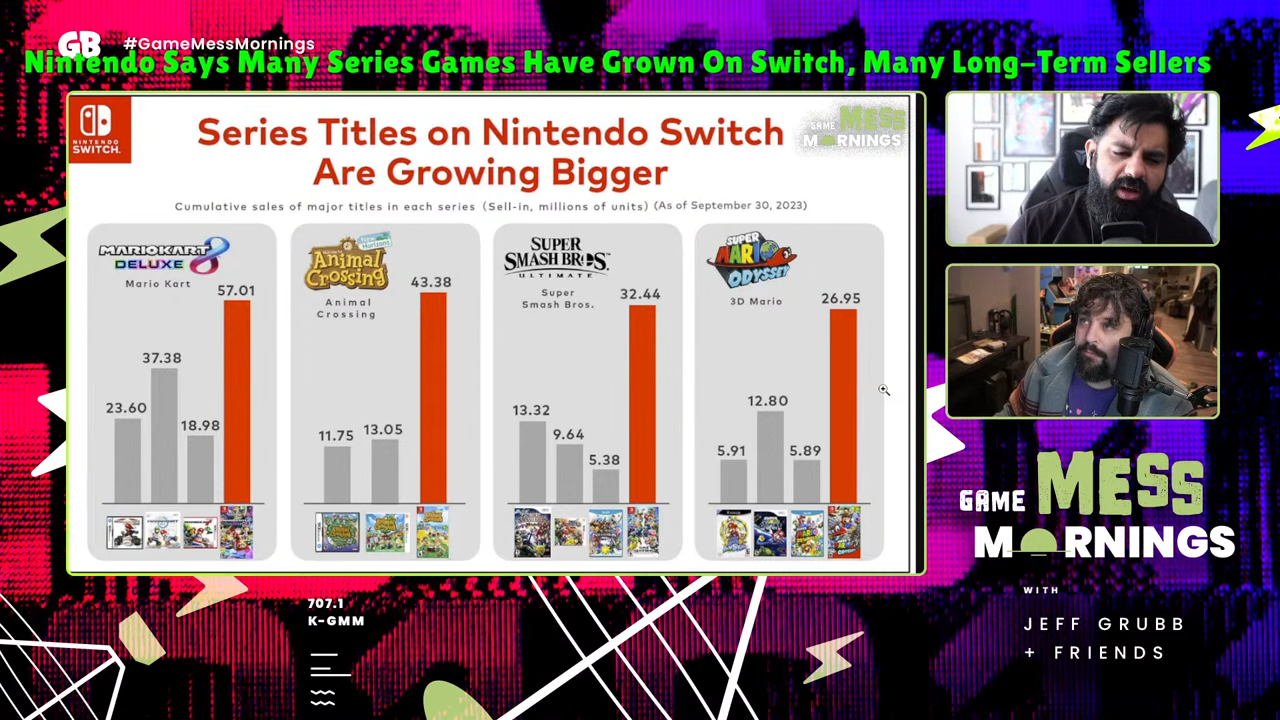 GB #GameMessMornings
Nintendo Says Many Series Games Have Grown On Switch, Many Long-Term Sellers
NINTENDO
SWITCH.
GAME MESS
MORNINGS
Series Titles on Nintendo Switch
Are Growing Bigger
Cumulative sales of major titles in each series (Sell-in, millions of units) (As of September 30, 2023)
MARIOKART 8
DELUXE
Mario Kart
57.01
37.38
23.60
18.98
New Horizons
Animal
Crossing
Animal
Crossing
43.38
11.75
13.05
SUPER
SMASH BROS.
ULTIMATE
Super
Smash Bros.
32.44
13.32
9.64
5.38
SUPER
MARIO
ODYSSEY
3D Mario
26.95
12.80
5.91
5.89
GAME MESS
MORNINGS
WITH
JEFF GRUBB
+ FRIENDS
707.1
K-GMM